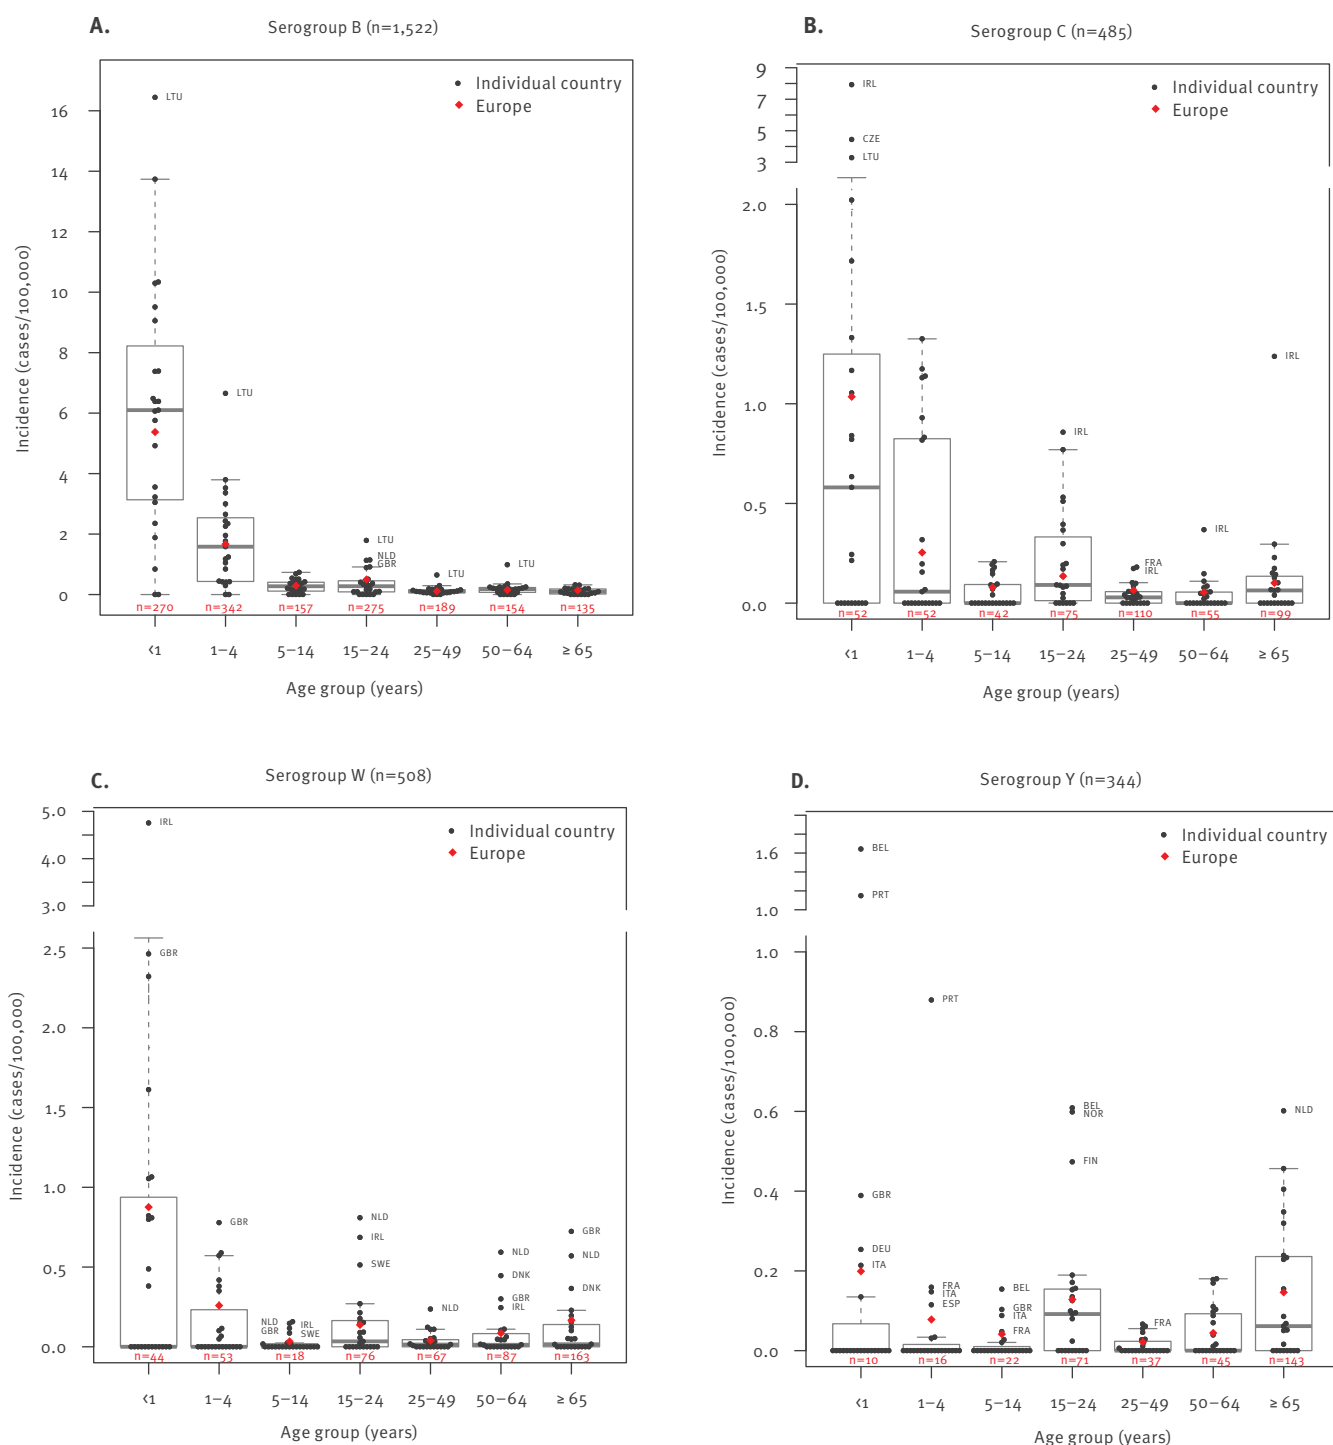 A.
Serogroup B (n=1,522)
Individual country
Europe
Incidence (cases/100,000)
16
14
12
10
8
6
4
2
0
LTU
LTU
LTU
NLD
GBR
LTU
LTU
n=270 n=342 n=157 n=275 n=189 n=154 n=135
<1 1–4 5–14 15–24 25–49 50–64 ≥ 65
Age group (years)
B.
Serogroup C (n=485)
Individual country
Europe
Incidence (cases/100,000)
9
7
5
3
2.0
1.5
1.0
0.5
0.0
IRL
CZE
LTU
IRL
FRA
IRL
IRL
IRL
n=52 n=52 n=42 n=75 n=110 n=55 n=99
<1 1–4 5–14 15–24 25–49 50–64 ≥ 65
Age group (years)
C.
Serogroup W (n=508)
Individual country
Europe
Incidence (cases/100,000)
5.0
4.0
3.0
2.5
2.0
1.5
1.0
0.5
0.0
IRL
GBR
GBR
NLD IRL
GBR SWE
NLD
IRL
SWE
NLD
NLD
DNK
GBR
IRL
GBR
NLD
DNK
n=44 n=53 n=18 n=76 n=67 n=87 n=163
<1 1–4 5–14 15–24 25–49 50–64 ≥ 65
Age group (years)
D.
Serogroup Y (n=344)
Individual country
Europe
Incidence (cases/100,000)
1.6
1.0
1.0
0.8
0.6
0.4
0.2
0.0
BEL
PRT
GBR
DEU
ITA
PRT
FRA
ITA
ESP
BEL
GBR
ITA
FRA
BEL
NOR
FIN
FRA
NLD
n=10 n=16 n=22 n=71 n=37 n=45 n=143
<1 1–4 5–14 15–24 25–49 50–64 ≥ 65
Age group (years)